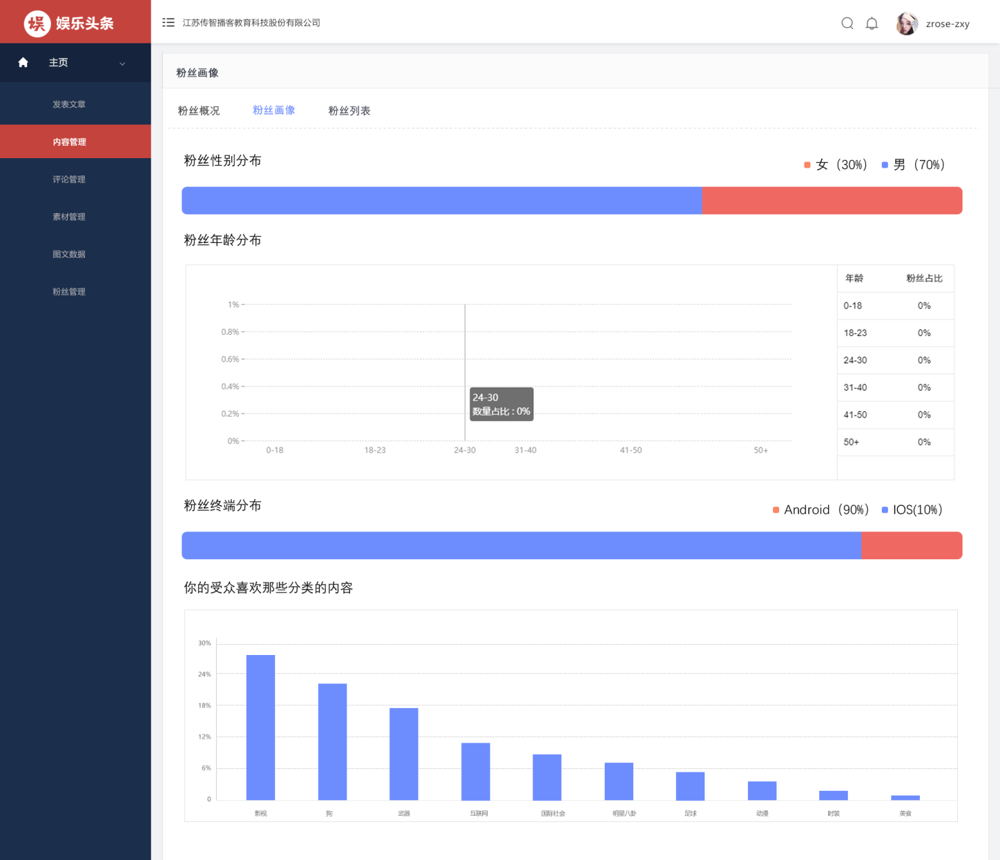 娱 娱乐头条
江苏传智播客教育科技股份有限公司
zrose-zxy
主页
发表文章
内容管理
评论管理
素材管理
图文数据
粉丝管理
粉丝画像
粉丝概况 粉丝画像 粉丝列表
粉丝性别分布
女（30%） 男（70%）
粉丝年龄分布
1%
0.8%
0.6%
0.4%
0.2%
0%
24-30
数量占比 : 0%
0-18 18-23 24-30 31-40 41-50 50+
年龄 粉丝占比
0-18 0%
18-23 0%
24-30 0%
31-40 0%
41-50 0%
50+ 0%
粉丝终端分布
Android（90%） IOS(10%）
你的受众喜欢那些分类的内容
30%
24%
18%
12%
6%
0
影视 狗 武器 互联网 国际社会 明星八卦 足球 动漫 时装 美食